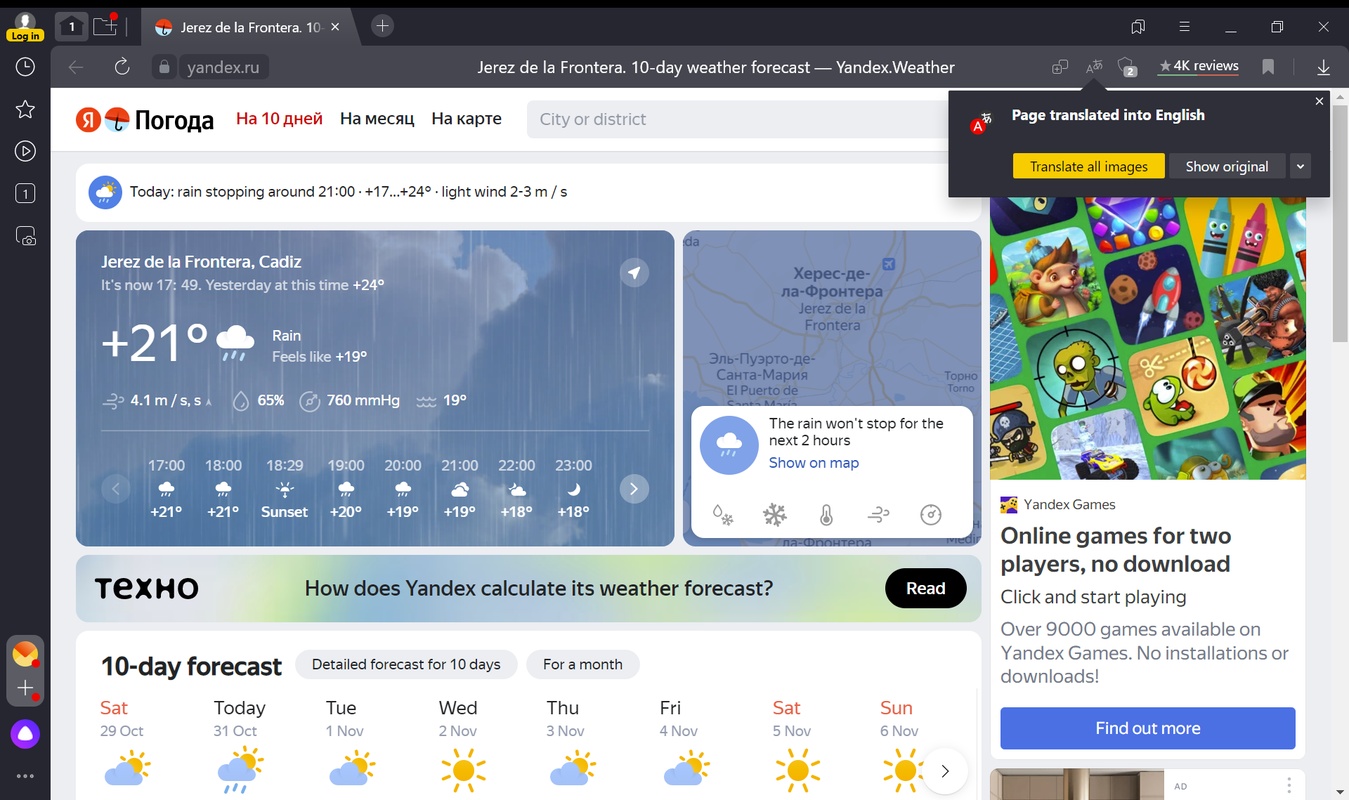 Log in
1
Jerez de la Frontera. 10-
yandex.ru
Jerez de la Frontera. 10-day weather forecast — Yandex.Weather
2
★ 4K reviews
1
Я Погода
На 10 дней
На месяц
На карте
City or district
Page translated into English
Translate all images
Show original
Today: rain stopping around 21:00 · +17...+24° · light wind 2-3 m / s
Jerez de la Frontera, Cadiz
It's now 17: 49. Yesterday at this time +24°
+21°
Rain
Feels like +19°
4.1 m / s, s
65%
760 mmHg
19°
17:00 18:00 18:29 19:00 20:00 21:00 22:00 23:00
+21° +21° Sunset +20° +19° +19° +18° +18°
da
Херес-де-
ла-Фронтера
Jerez de la
Frontera
Эль-Пуэрто-де-
Санта-Мария
El Puerto de
Santa María
Торно
Torno
The rain won't stop for the
next 2 hours
Show on map
ла-Фронтера
Medin
техно
How does Yandex calculate its weather forecast?
Read
10-day forecast
Detailed forecast for 10 days
For a month
Sat Today Tue Wed Thu Fri Sat Sun
29 Oct 31 Oct 1 Nov 2 Nov 3 Nov 4 Nov 5 Nov 6 Nov
Yandex Games
Online games for two
players, no download
Click and start playing
Over 9000 games available on
Yandex Games. No installations or
downloads!
Find out more
AD